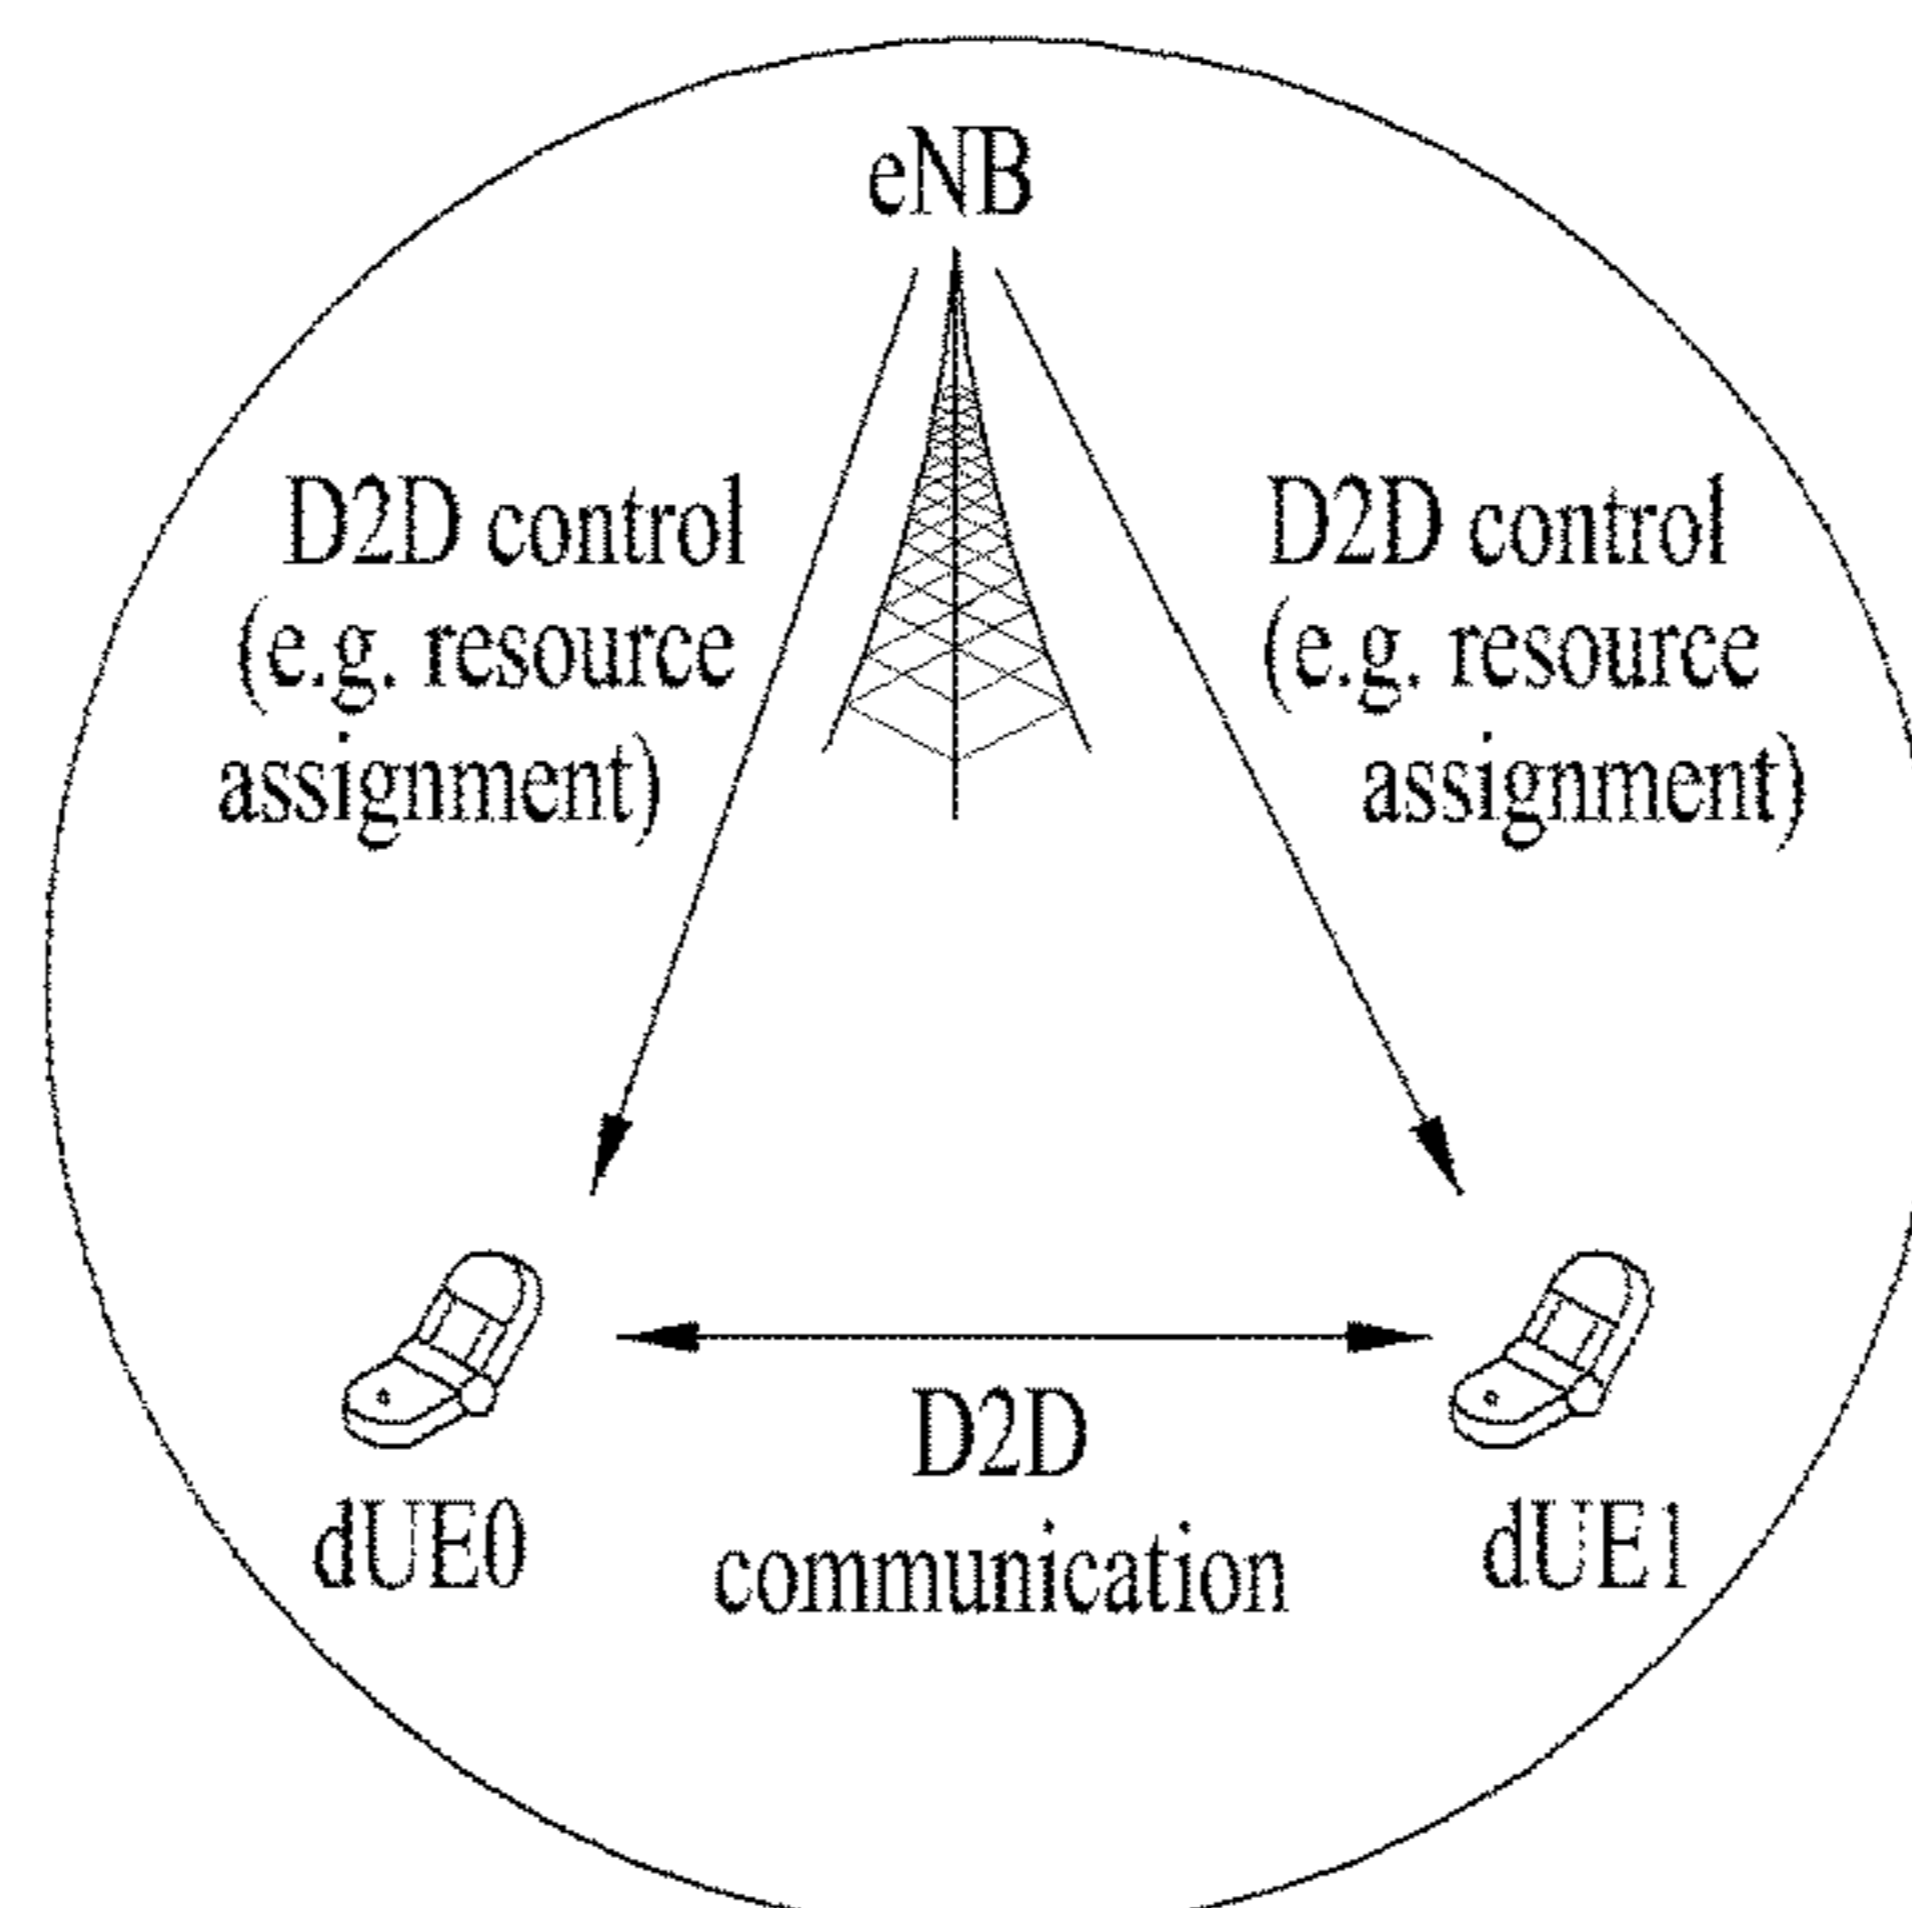 eNB
D2D control
(e.g. resource
assignment)
D2D control
(e.g. resource
assignment)
D2D
communication
dUE0
dUE1